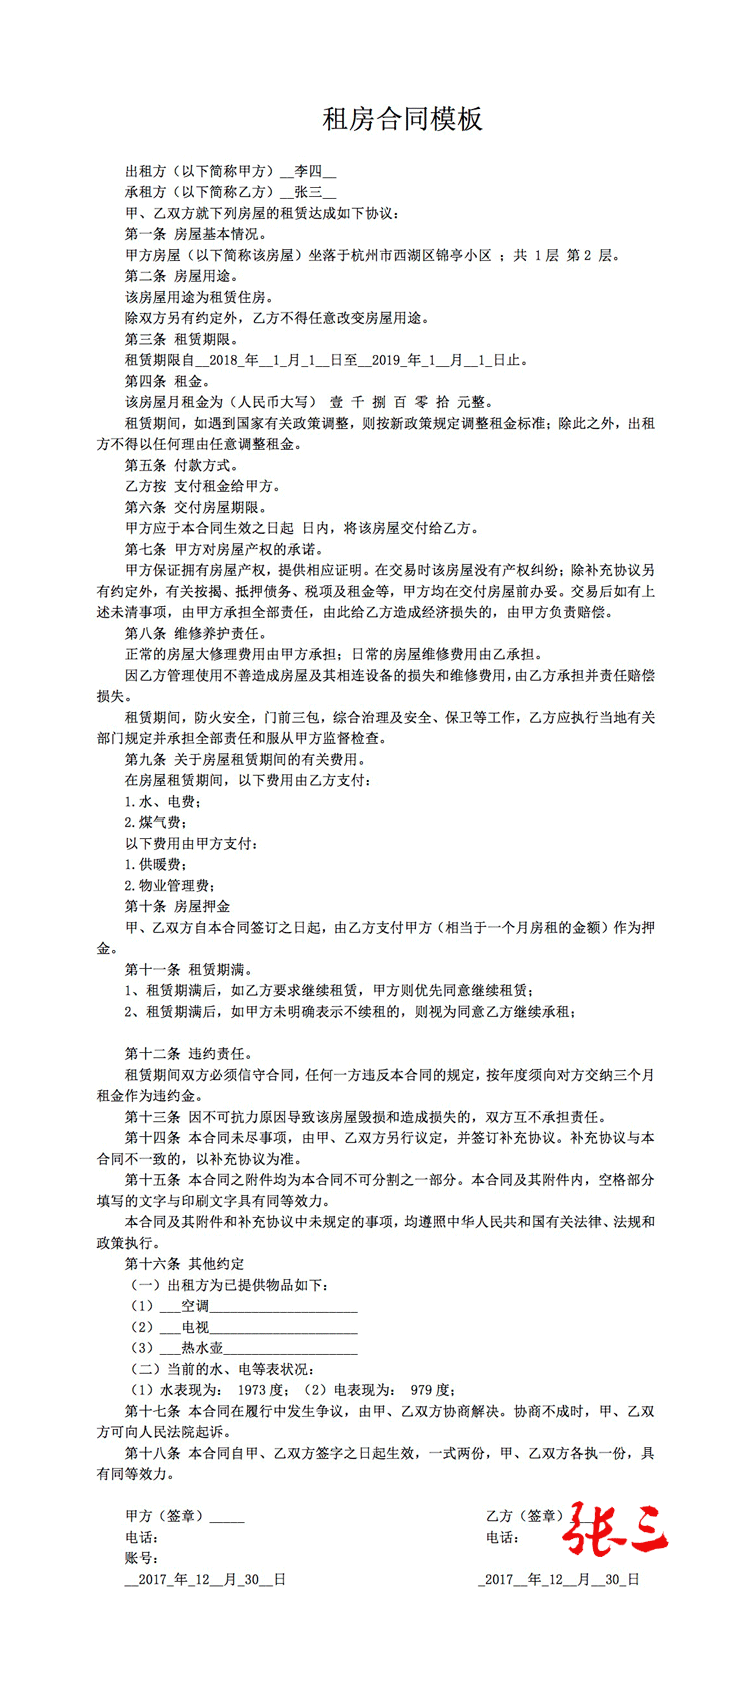 租房合同模板
出租方（以下简称甲方）__李四__
承租方（以下简称乙方）__张三__
甲、乙双方就下列房屋的租赁达成如下协议：
第一条 房屋基本情况。
甲方房屋（以下简称该房屋）坐落于杭州市西湖区锦亭小区 ；共 1层 第2 层。
第二条 房屋用途。
该房屋用途为租赁住房。
除双方另有约定外，乙方不得任意改变房屋用途。
第三条 租赁期限。
租赁期限自__2018_年__1_月_1__日至__2019_年_1__月__1_日止。
第四条 租金。
该房屋月租金为（人民币大写） 壹 千 捌 百 零 拾 元整。
租赁期间，如遇到国家有关政策调整，则按新政策规定调整租金标准；除此之外，出租
方不得以任何理由任意调整租金。
第五条 付款方式。
乙方按 支付租金给甲方。
第六条 交付房屋期限。
甲方应于本合同生效之日起 日内，将该房屋交付给乙方。
第七条 甲方对房屋产权的承诺。
甲方保证拥有房屋产权，提供相应证明。在交易时该房屋没有产权纠纷；除补充协议另
有约定外，有关按揭、抵押债务、税项及租金等，甲方均在交付房屋前办妥。交易后如有上
述未清事项，由甲方承担全部责任，由此给乙方造成经济损失的，由甲方负责赔偿。
第八条 维修养护责任。
正常的房屋大修理费用由甲方承担；日常的房屋维修费用由乙承担。
因乙方管理使用不善造成房屋及其相连设备的损失和维修费用，由乙方承担并责任赔偿
损失。
租赁期间，防火安全，门前三包，综合治理及安全、保卫等工作，乙方应执行当地有关
部门规定并承担全部责任和服从甲方监督检查。
第九条 关于房屋租赁期间的有关费用。
在房屋租赁期间，以下费用由乙方支付：
1.水、电费；
2.煤气费；
以下费用由甲方支付：
1.供暖费；
2.物业管理费；
第十条 房屋押金
甲、乙双方自本合同签订之日起，由乙方支付甲方（相当于一个月房租的金额）作为押
金。
第十一条 租赁期满。
1、租赁期满后，如乙方要求继续租赁，甲方则优先同意继续租赁；
2、租赁期满后，如甲方未明确表示不续租的，则视为同意乙方继续承租；
第十二条 违约责任。
租赁期间双方必须信守合同，任何一方违反本合同的规定，按年度须向对方交纳三个月
租金作为违约金。
第十三条 因不可抗力原因导致该房屋毁损和造成损失的，双方互不承担责任。
第十四条 本合同未尽事项，由甲、乙双方另行议定，并签订补充协议。补充协议与本
合同不一致的，以补充协议为准。
第十五条 本合同之附件均为本合同不可分割之一部分。本合同及其附件内，空格部分
填写的文字与印刷文字具有同等效力。
本合同及其附件和补充协议中未规定的事项，均遵照中华人民共和国有关法律、法规和
政策执行。
第十六条 其他约定
（一）出租方为已提供物品如下：
（1）___空调_____________________
（2）___电视_____________________
（3）___热水壶___________________
（二）当前的水、电等表状况：
（1）水表现为： 1973度；（2）电表现为： 979度；
第十七条 本合同在履行中发生争议，由甲、乙双方协商解决。协商不成时，甲、乙双
方可向人民法院起诉。
第十八条 本合同自甲、乙双方签字之日起生效，一式两份，甲、乙双方各执一份，具
有同等效力。
甲方（签章）_____ 乙方（签章）_ 张三
电话： 电话：
账号：
__2017_年_12__月_30__日 _2017__年_12__月__30_日